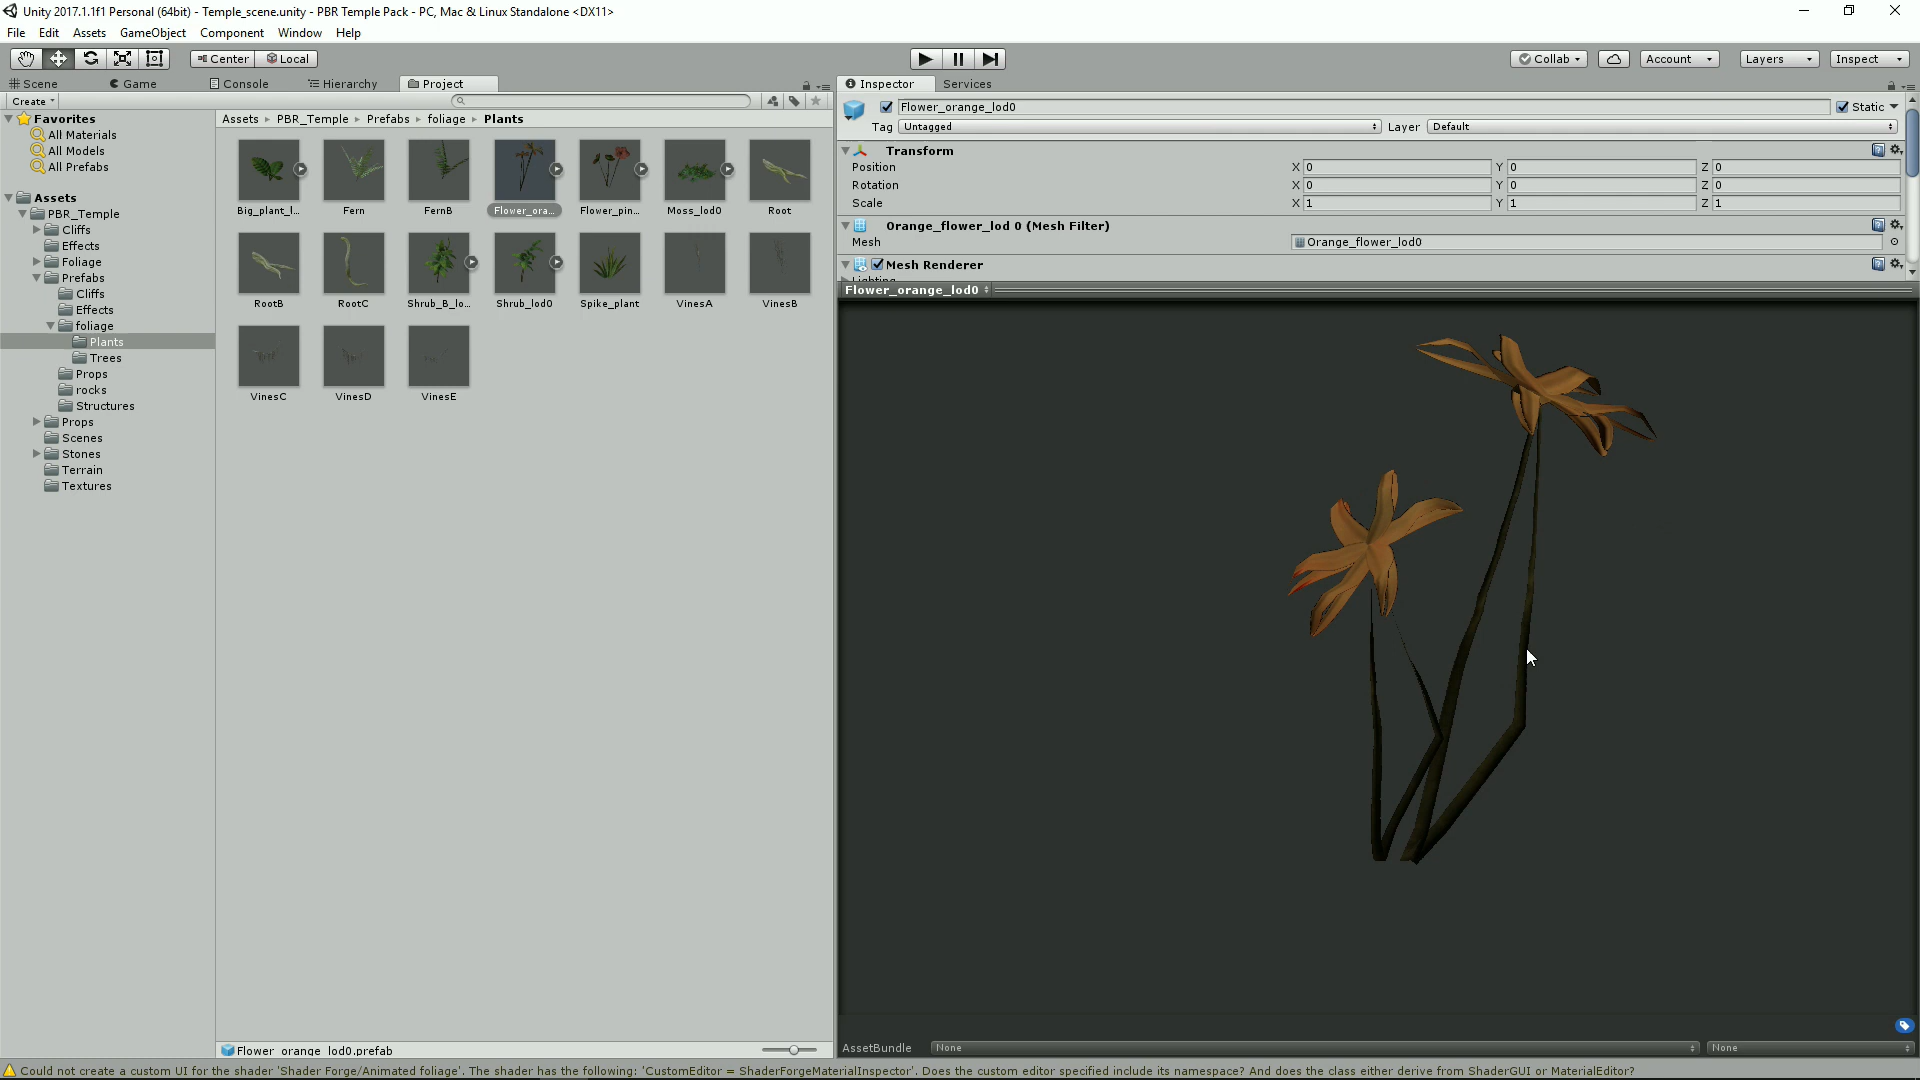 Unity 2017.1.1f1 Personal (64bit) - Temple_scene.unity - PBR Temple Pack - PC, Mac & Linux Standalone <DX11>
File Edit Assets GameObject Component Window Help
Center Local Collab Account Layers Inspect
Scene Game Console Hierarchy Project
Create
Favorites
All Materials
All Models
All Prefabs
Assets
PBR_Temple
Cliffs
Effects
Foliage
Prefabs
Cliffs
Effects
foliage
Plants
Trees
Props
rocks
Structures
Props
Scenes
Stones
Terrain
Textures
Assets PBR_Temple Prefabs foliage Plants
Big_plant_l... Fern FernB Flower_ora... Flower_pin... Moss_lod0 Root
RootB RootC Shrub_B_lo... Shrub_lod0 Spike_plant VinesA VinesB
VinesC VinesD VinesE
Flower_orange_lod0.prefab
Inspector Services
Flower_orange_lod0 Static
Tag Untagged Layer Default
Transform
Position X 0 Y 0 Z 0
Rotation X 0 Y 0 Z 0
Scale X 1 Y 1 Z 1
Orange_flower_lod 0 (Mesh Filter)
Mesh Orange_flower_lod0
Mesh Renderer
Lighting
Flower_orange_lod0
AssetBundle None None
Could not create a custom UI for the shader 'Shader Forge/Animated foliage'. The shader has the following: 'CustomEditor = ShaderForgeMaterialInspector'. Does the custom editor specified include its namespace? And does the class either derive from ShaderGUI or MaterialEditor?